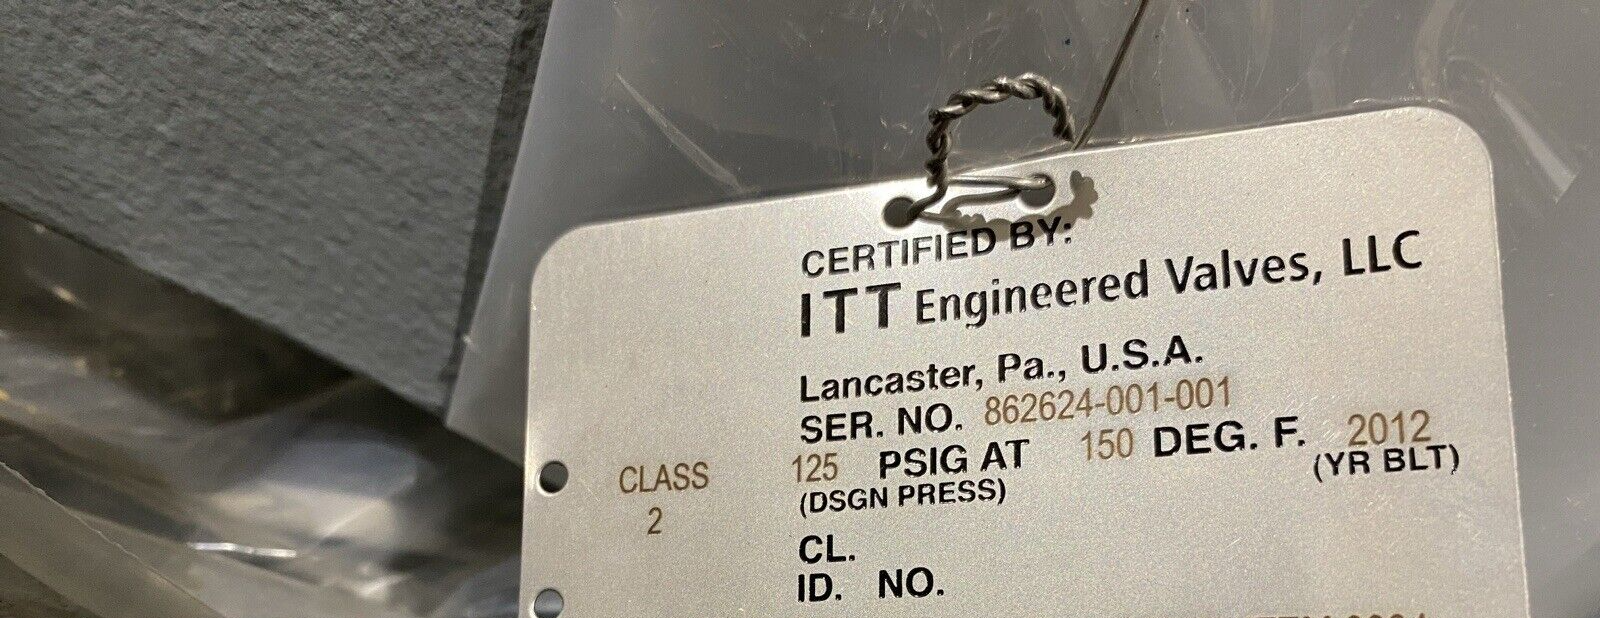 CERTIFIED BY:
ITT Engineered Valves, LLC
Lancaster, Pa., U.S.A.
SER. NO. 862624-001-001
CLASS 125 PSIG AT 150 DEG. F. 2012
2 (DSGN PRESS) (YR BLT)
CL.
ID. NO.